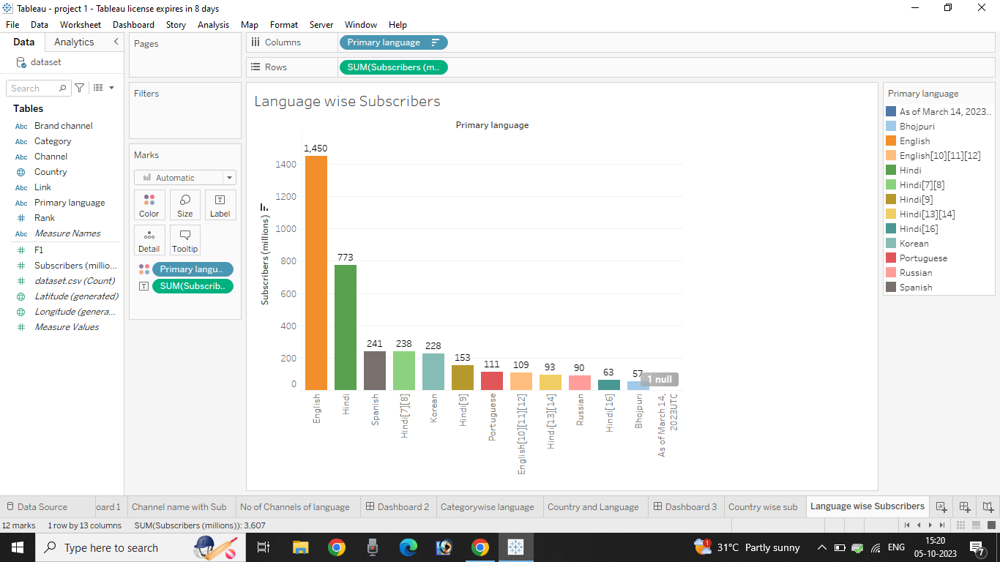 Tableau - project 1 - Tableau license expires in 8 days
File Data Worksheet Dashboard Story Analysis Map Format Server Window Help
Data Analytics
dataset
Search
Tables
Abc Brand channel
Abc Category
Abc Channel
Country
Abc Link
Abc Primary language
# Rank
Abc Measure Names
# F1
# Subscribers (millio...
# dataset.csv (Count)
Latitude (generated)
Longitude (genera...
# Measure Values
Pages
Filters
Marks
Automatic
Color Size Label
Detail Tooltip
Primary langu..
SUM(Subscrib..
Columns Primary language
Rows SUM(Subscribers (m..
Language wise Subscribers
Primary language
Subscribers (millions)
1400
1200
1000
800
600
400
200
0
1,450
773
241
238
228
153
111
109
93
90
63
57
1 null
English
Hindi
Spanish
Hindi[7][8]
Korean
Hindi[9]
Portuguese
English[10][11][12]
Hindi[13][14]
Russian
Hindi[16]
Bhojpuri
As of March 14,
2023UTC
Primary language
As of March 14, 2023..
Bhojpuri
English
English[10][11][12]
Hindi
Hindi[7][8]
Hindi[9]
Hindi[13][14]
Hindi[16]
Korean
Portuguese
Russian
Spanish
Data Source oard 1 Channel name with Sub No of Channels of language Dashboard 2 Categorywise language Country and Language Dashboard 3 Country wise sub Language wise Subscribers
12 marks 1 row by 13 columns SUM(Subscribers (millions)): 3,607
Type here to search
1
31°C Partly sunny
ENG
15:20
05-10-2023
7